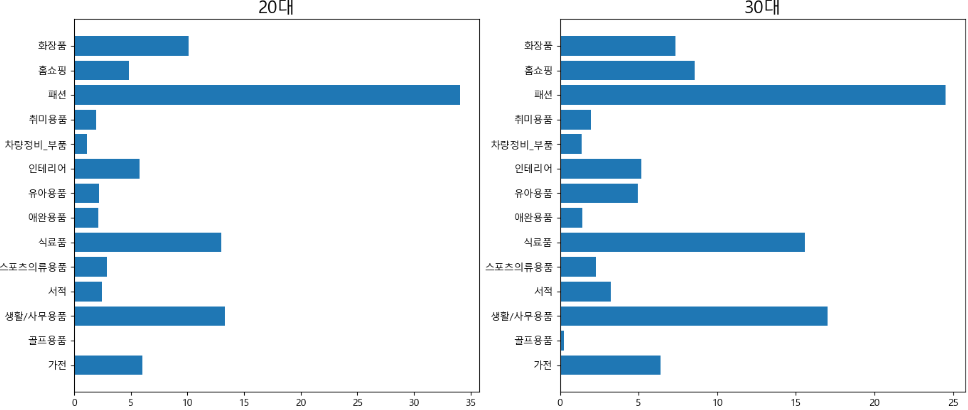 20대
화장품
홈쇼핑
패션
취미용품
차량정비_부품
인테리어
유아용품
애완용품
식료품
스포츠의류용품
서적
생활/사무용품
골프용품
가전
0 5 10 15 20 25 30 35
30대
화장품
홈쇼핑
패션
취미용품
차량정비_부품
인테리어
유아용품
애완용품
식료품
스포츠의류용품
서적
생활/사무용품
골프용품
가전
0 5 10 15 20 25